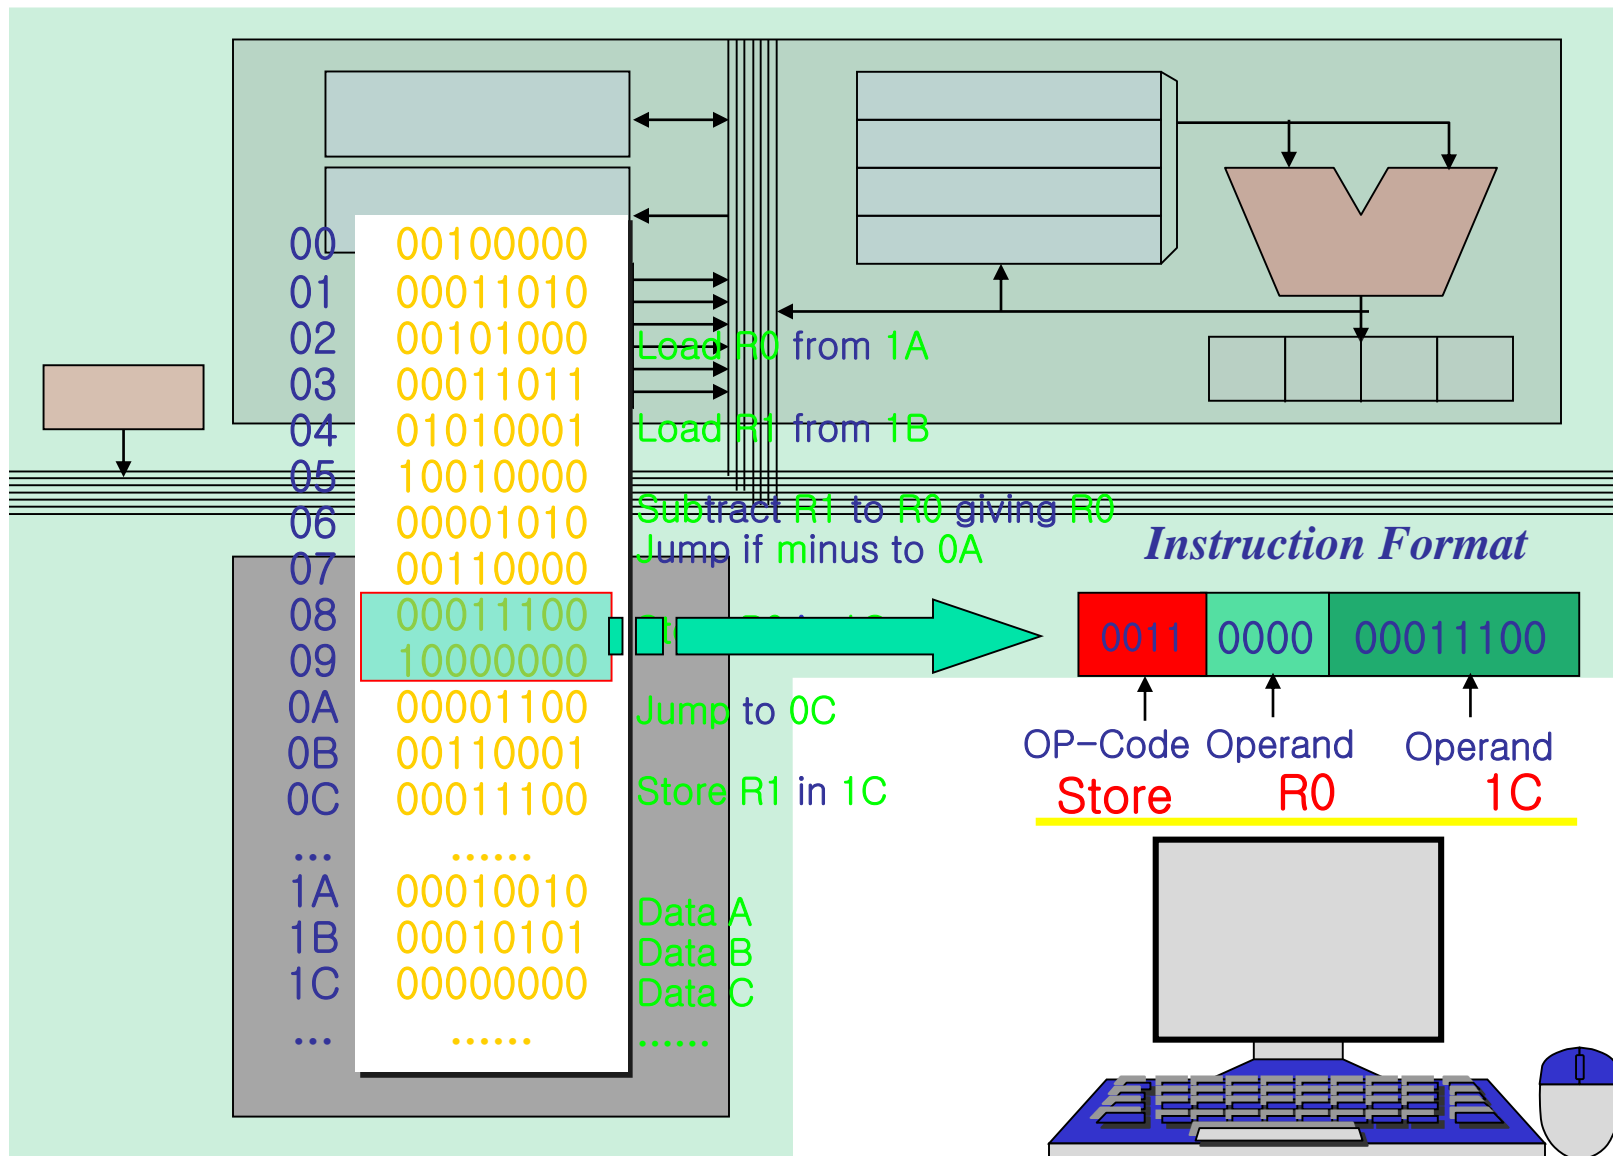 00 00100000
01 00011010
02 00101000
03 00011011
04 01010001
05 10010000
06 00001010
07 00110000
08 00011100
09 10000000
0A 00001100
0B 00110001
0C 00011100
... ......
1A 00010010
1B 00010101
1C 00000000
... ......
Load R0 from 1A
Load R1 from 1B
Subtract R1 to R0 giving R0
Jump if minus to 0A
Jump to 0C
Store R1 in 1C
Data A
Data B
Data C
......
Instruction Format
0011 0000 00011100
OP-Code Operand Operand
Store R0 1C